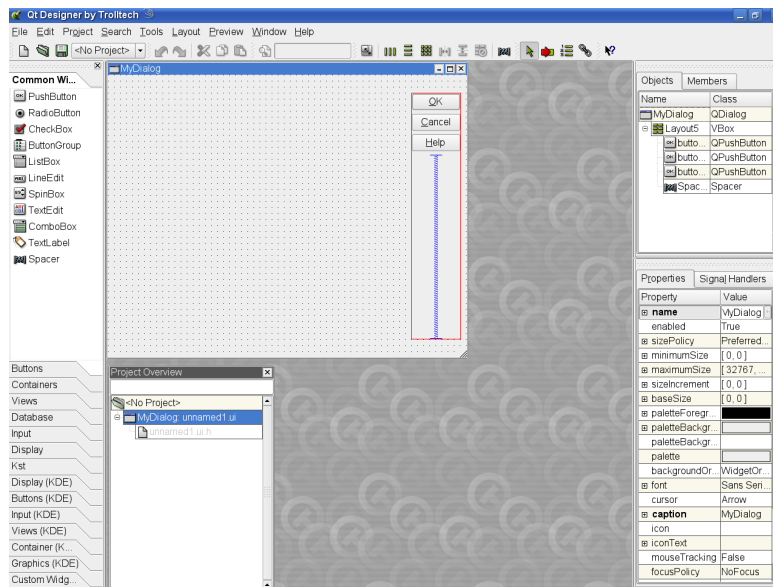 Qt Designer by Trolltech
File Edit Project Search Tools Layout Preview Window Help
<No Project>
Common Wi...
PushButton
RadioButton
CheckBox
ButtonGroup
ListBox
LineEdit
SpinBox
TextEdit
ComboBox
TextLabel
Spacer
Buttons
Containers
Views
Database
Input
Display
Kst
Display (KDE)
Buttons (KDE)
Input (KDE)
Views (KDE)
Container (K...
Graphics (KDE)
Custom Widg...
MyDialog
OK
Cancel
Help
Project Overview
<No Project>
MyDialog: unnamed1.ui
unnamed1.ui.h
Objects Members
Name Class
MyDialog QDialog
Layout5 VBox
butto... QPushButton
butto... QPushButton
butto... QPushButton
Spac... Spacer
Properties Signal Handlers
Property Value
name MyDialog
enabled True
sizePolicy Preferred...
minimumSize [ 0, 0 ]
maximumSize [ 32767, ...
sizeIncrement [ 0, 0 ]
baseSize [ 0, 0 ]
paletteForegr...
paletteBackgr...
paletteBackgr...
palette
backgroundOr... WidgetOr...
font Sans Seri...
cursor Arrow
caption MyDialog
icon
iconText
mouseTracking False
focusPolicy NoFocus